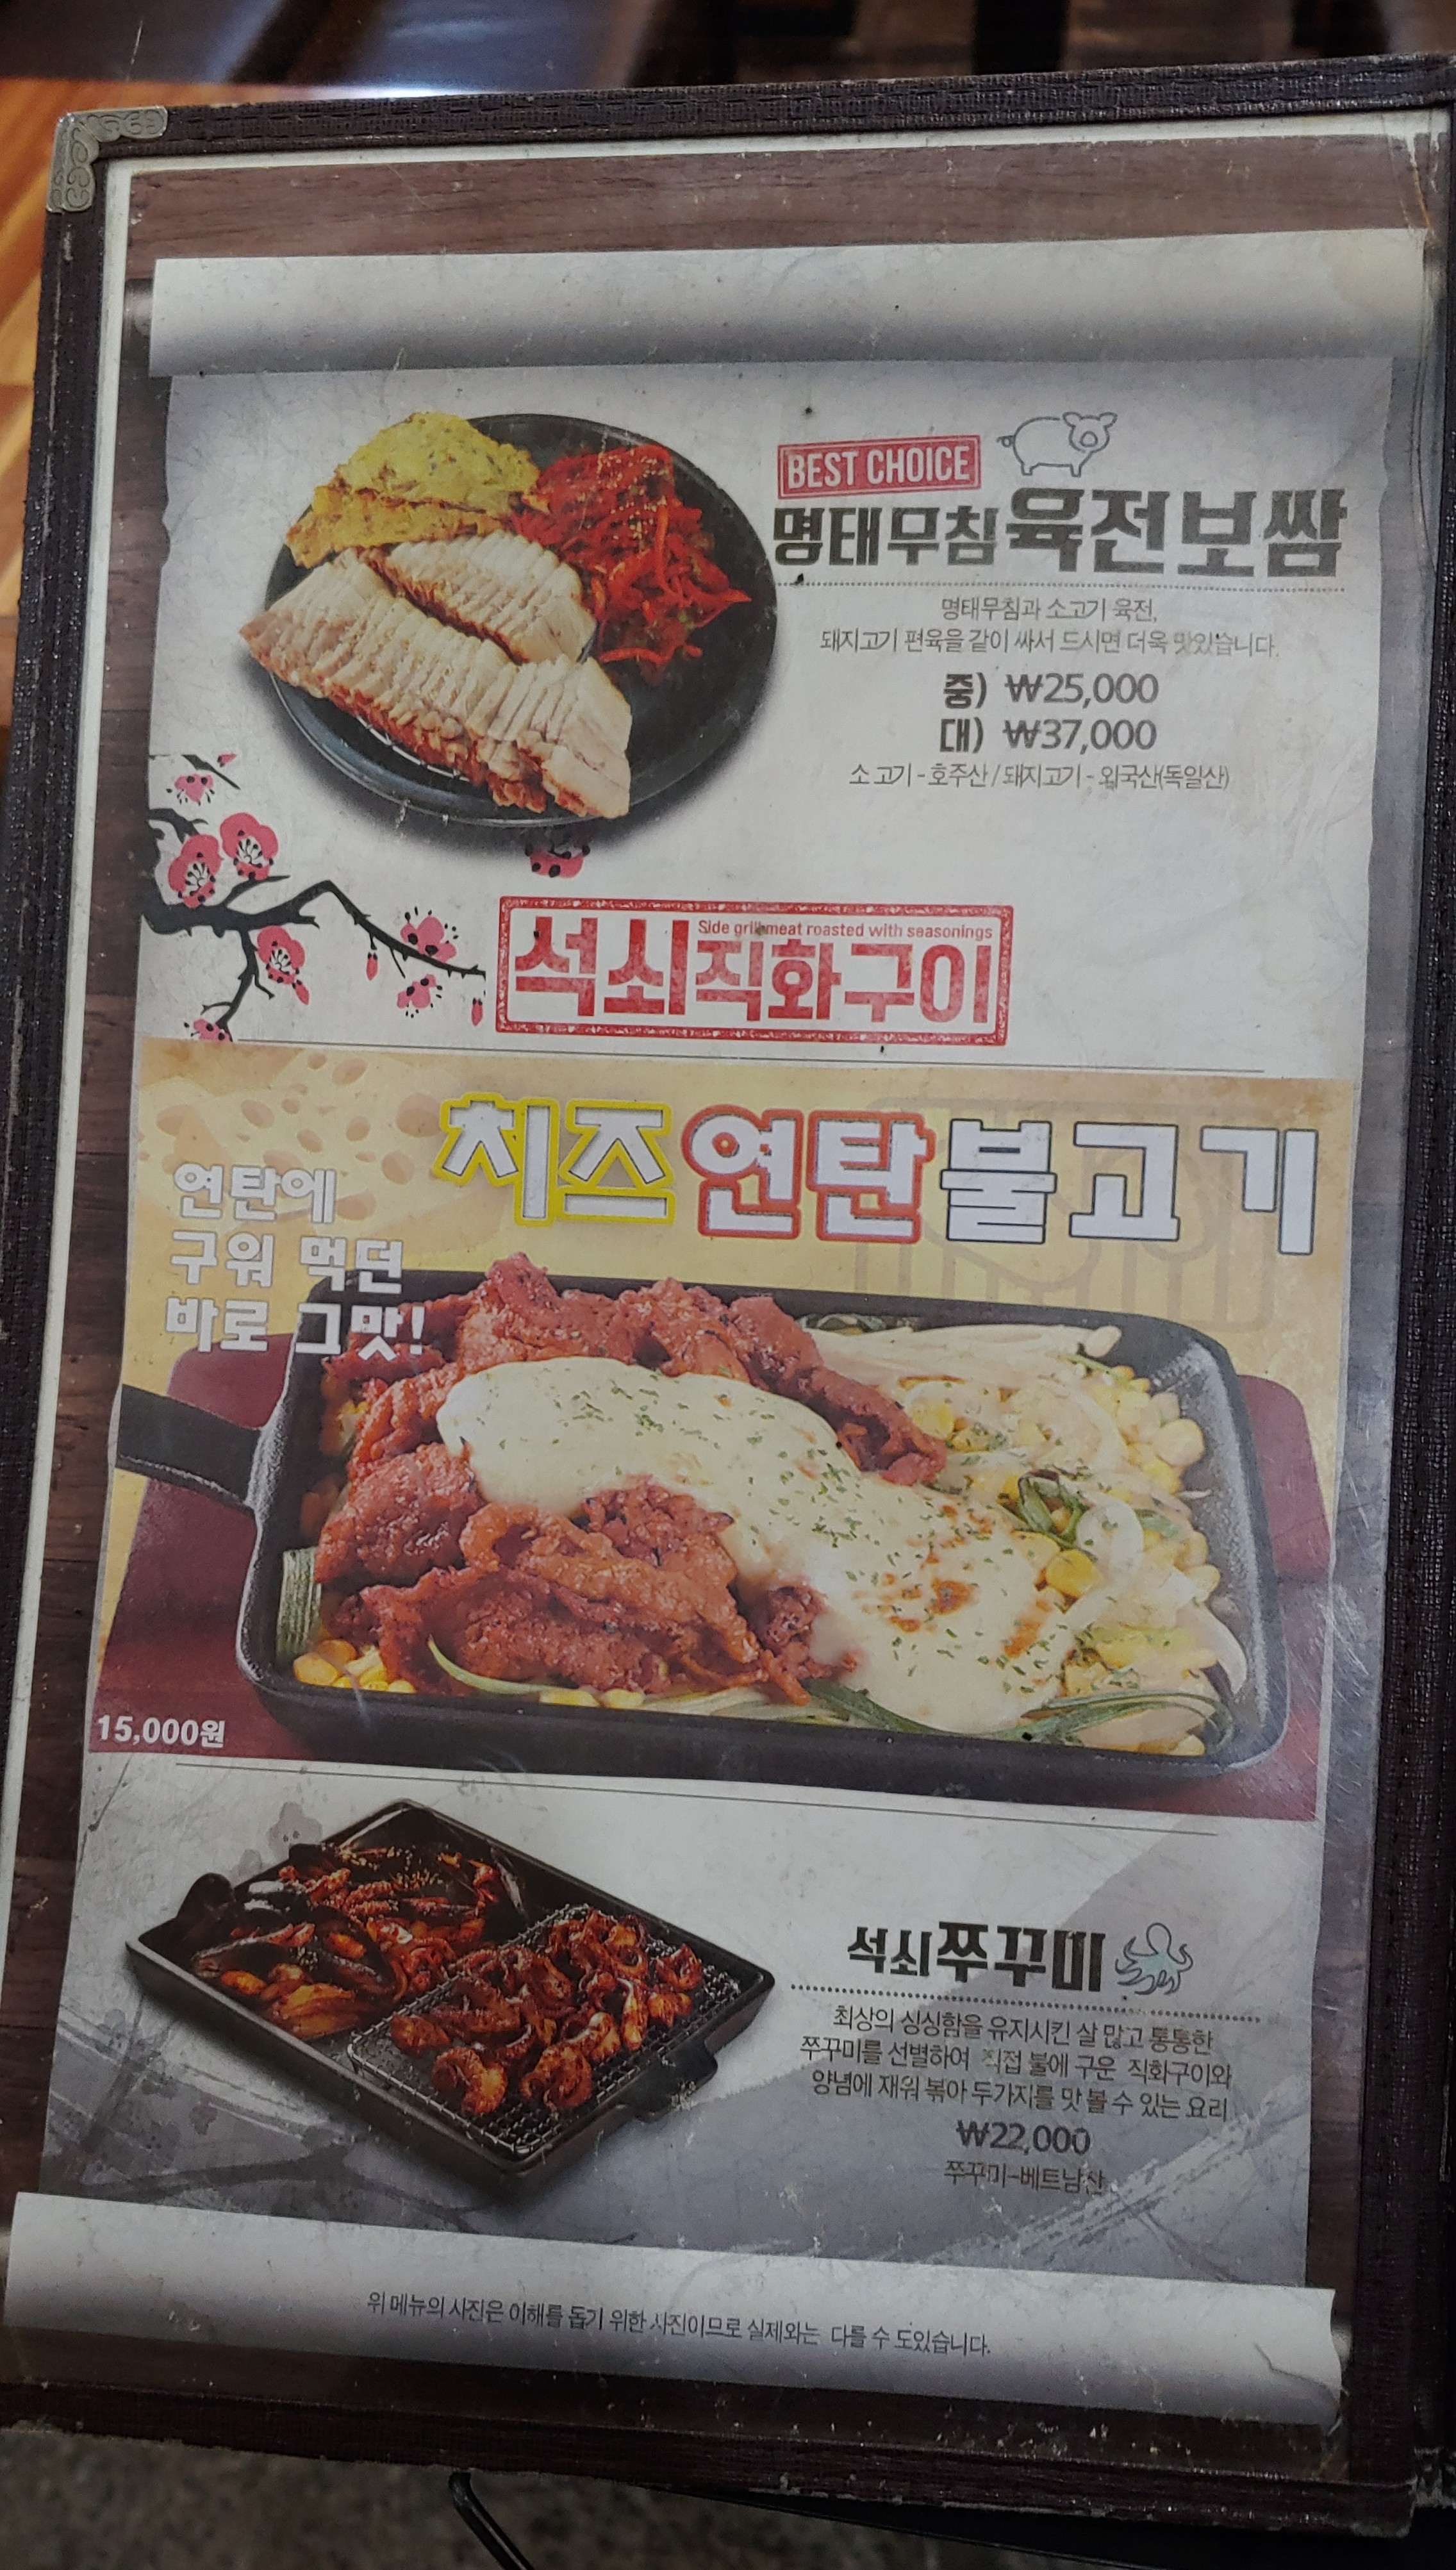 BEST CHOICE
명태무침육전보쌈
명태무침과 소고기 육전,
돼지고기 편육을 같이 싸서 드시면 더욱 맛있습니다.
중) ₩25,000
대) ₩37,000
소고기 - 호주산 / 돼지고기 - 외국산(독일산)
Side grill meat roasted with seasonings
석쇠직화구이
치즈연탄불고기
연탄에
구워 먹던
바로 그맛!
15,000원
석쇠쭈꾸미
최상의 싱싱함을 유지시킨 살 많고 통통한
쭈꾸미를 선별하여 직접 불에 구운 직화구이와
양념에 재워 볶아 두가지를 맛 볼 수 있는 요리
₩22,000
쭈꾸미-베트남산
위 메뉴의 사진은 이해를 돕기 위한 사진이므로 실제와는 다를 수 도있습니다.